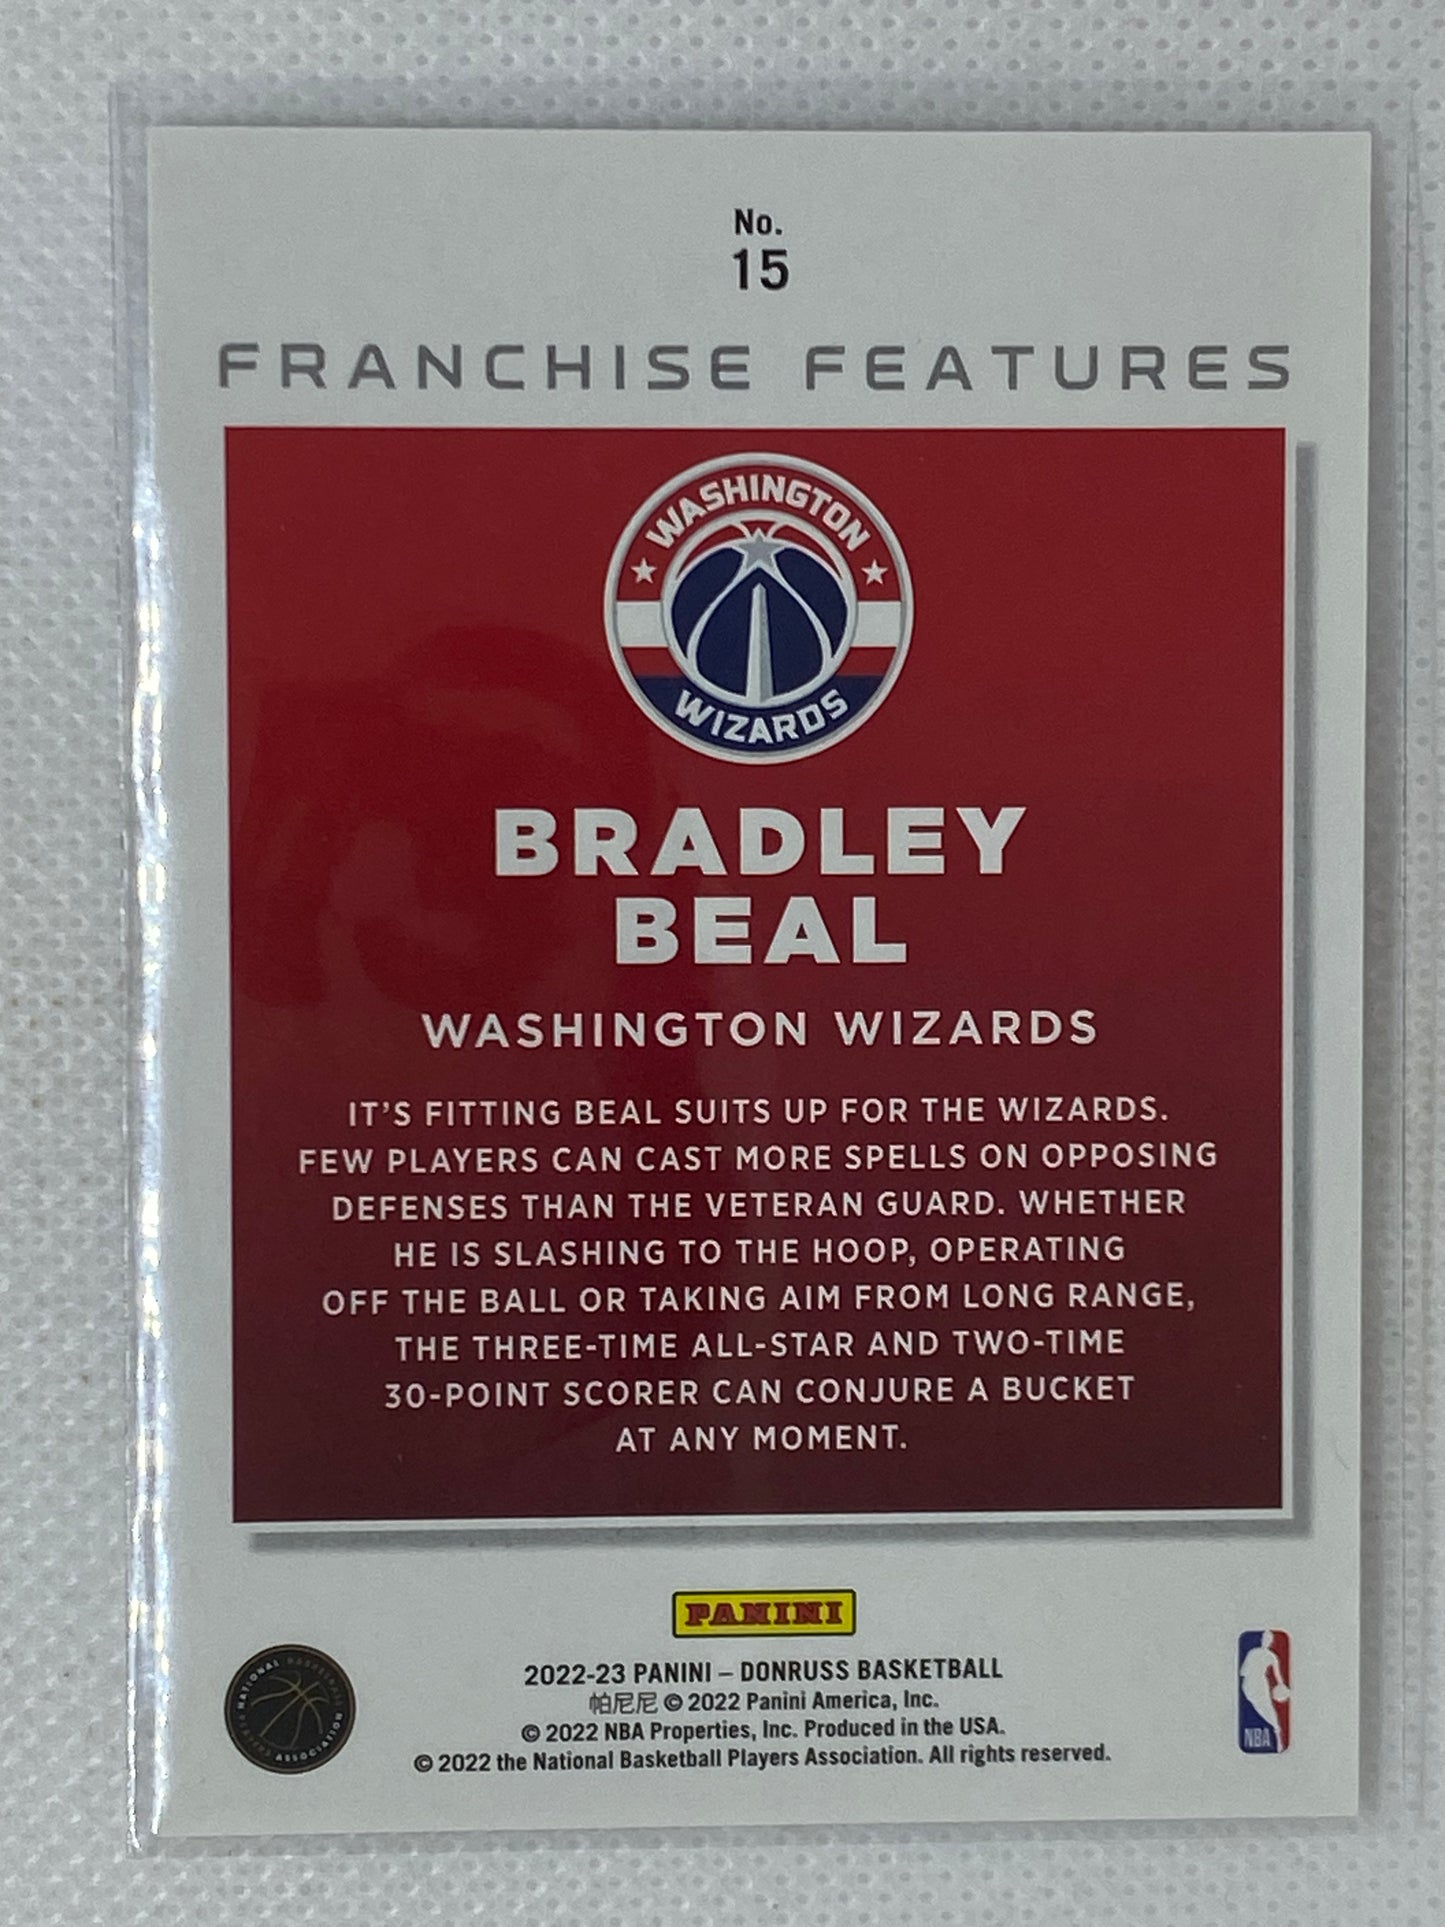 No.
15
FRANCHISE FEATURES
WASHINGTON
WIZARDS
BRADLEY
BEAL
WASHINGTON WIZARDS
IT'S FITTING BEAL SUITS UP FOR THE WIZARDS.
FEW PLAYERS CAN CAST MORE SPELLS ON OPPOSING
DEFENSES THAN THE VETERAN GUARD. WHETHER
HE IS SLASHING TO THE HOOP, OPERATING
OFF THE BALL OR TAKING AIM FROM LONG RANGE,
THE THREE-TIME ALL-STAR AND TWO-TIME
30-POINT SCORER CAN CONJURE A BUCKET
AT ANY MOMENT.
PANINI
2022-23 PANINI – DONRUSS BASKETBALL
帕尼尼 © 2022 Panini America, Inc.
© 2022 NBA Properties, Inc. Produced in the USA.
© 2022 the National Basketball Players Association. All rights reserved.
NATIONAL BASKETBALL PLAYERS ASSOCIATION
NBA